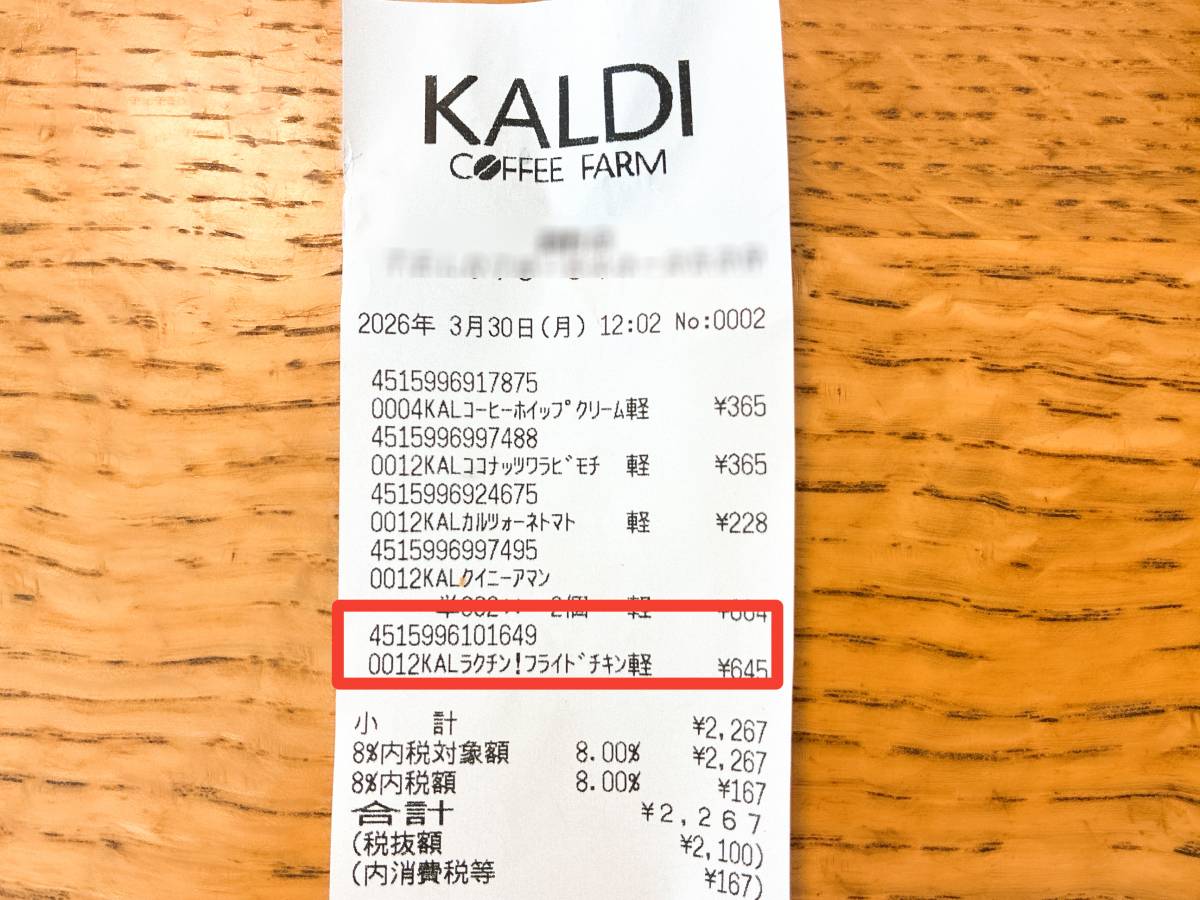 KALDI
COFFEE FARM
2026年 3月30日(月) 12:02 No:0002
4515996917875
0004KALコーヒーホイップクリーム軽 ¥365
4515996997488
0012KALココナッツワラビモチ 軽 ¥365
4515996924675
0012KALカルツォーネトマト 軽 ¥228
4515996997495
0012KALクイニーアマン
2個 軽 ¥664
4515996101649
0012KALラクチン!フライドチキン軽 ¥645
小 計 ¥2,267
8%内税対象額 8.00% ¥2,267
8%内税額 8.00% ¥167
合計 ¥2,267
(税抜額 ¥2,100)
(内消費税等 ¥167)